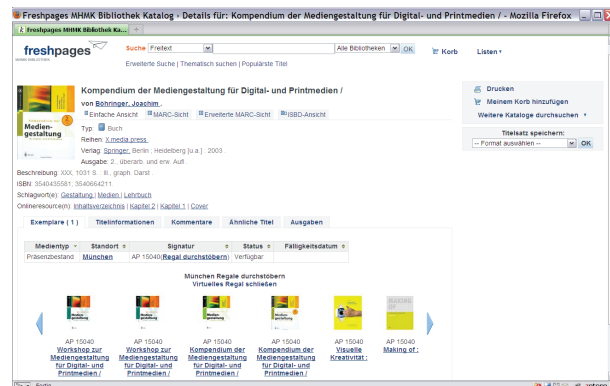 Freshpages MHMK Bibliothek Katalog › Details für: Kompendium der Mediengestaltung für Digital- und Printmedien / - Mozilla Firefox
Freshpages MHMK Bibliothek Ka...
freshpages
Suche Freitext Alle Bibliotheken OK Korb Listen
Erweiterte Suche | Thematisch suchen | Populärste Titel
Kompendium der Mediengestaltung für Digital- und Printmedien /
von Böhringer, Joachim .
Einfache Ansicht MARC-Sicht Erweiterte MARC-Sicht ISBD-Ansicht
Typ: Buch
Reihen: X.media.press
Verlag: Springer, Berlin ; Heidelberg [u.a.] . 2003 .
Ausgabe: 2., überarb. und erw. Aufl
Beschreibung: XXX, 1031 S. : Ill., graph. Darst .
ISBN: 3540435581; 3540664211.
Schlagwort(e): Gestaltung | Medien | Lehrbuch
Onlineresource(n): Inhaltsverzeichnis | Kapitel 2 | Kapitel 1 | Cover
Drucken
Meinem Korb hinzufügen
Weitere Kataloge durchsuchen
Titelsatz speichern:
-- Format auswählen -- OK
Medien-
gestaltung
Exemplare ( 1 ) Titelinformationen Kommentare Ähnliche Titel Ausgaben
Medientyp Standort Signatur Status Fälligkeitsdatum
Präsenzbestand München AP 15040(Regal durchstöbern) Verfügbar
München Regale durchstöbern
Virtuelles Regal schließen
MAKING
OF
AP 15040 AP 15040 AP 15040 AP 15040 AP 15040 AP 15040
Workshop zur Workshop zur Kompendium der Kompendium der Visuelle Making of :
Mediengestaltung Mediengestaltung Mediengestaltung Mediengestaltung Kreativität :
für Digital- und für Digital- und für Digital- und für Digital- und
Printmedien / Printmedien / Printmedien / Printmedien /
Fertig